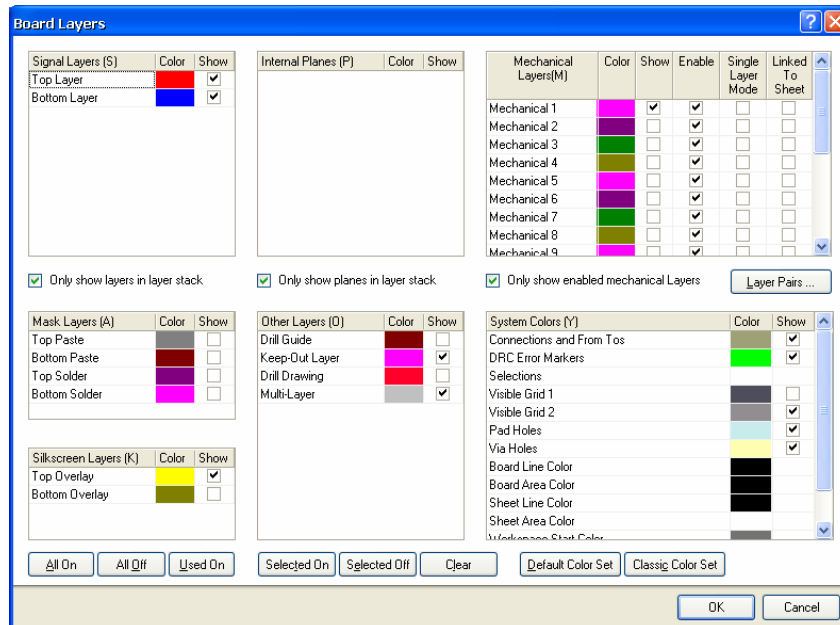 Board Layers
Signal Layers (S) Color Show
Top Layer
Bottom Layer
Internal Planes (P) Color Show
Mechanical Layers(M) Color Show Enable Single Layer Mode Linked To Sheet
Mechanical 1
Mechanical 2
Mechanical 3
Mechanical 4
Mechanical 5
Mechanical 6
Mechanical 7
Mechanical 8
Mechanical 9
Only show layers in layer stack
Only show planes in layer stack
Only show enabled mechanical Layers
Layer Pairs ...
Mask Layers (A) Color Show
Top Paste
Bottom Paste
Top Solder
Bottom Solder
Silkscreen Layers (K) Color Show
Top Overlay
Bottom Overlay
Other Layers (O) Color Show
Drill Guide
Keep-Out Layer
Drill Drawing
Multi-Layer
System Colors (Y) Color Show
Connections and From Tos
DRC Error Markers
Selections
Visible Grid 1
Visible Grid 2
Pad Holes
Via Holes
Board Line Color
Board Area Color
Sheet Line Color
Sheet Area Color
Workspace Start Color
All On All Off Used On
Selected On Selected Off Clear
Default Color Set Classic Color Set
OK Cancel